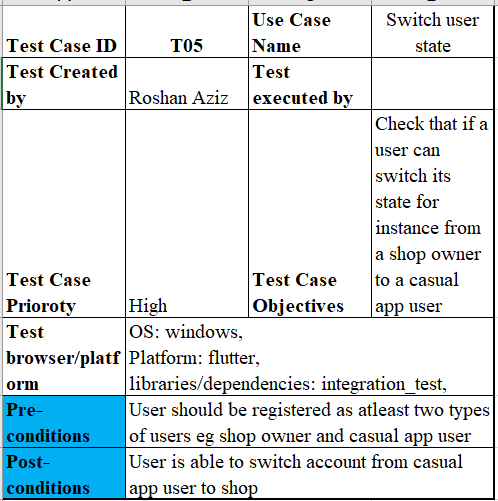 Test Case ID T05 Use Case Name Switch user state
Test Created by Roshan Aziz Test executed by
Test Case Prioroty High Test Case Objectives Check that if a user can switch its state for instance from a shop owner to a casual app user
Test browser/platform OS: windows,
Platform: flutter,
libraries/dependencies: integration_test,
Pre-conditions User should be registered as atleast two types
of users eg shop owner and casual app user
Post-conditions User is able to switch account from casual
app user to shop